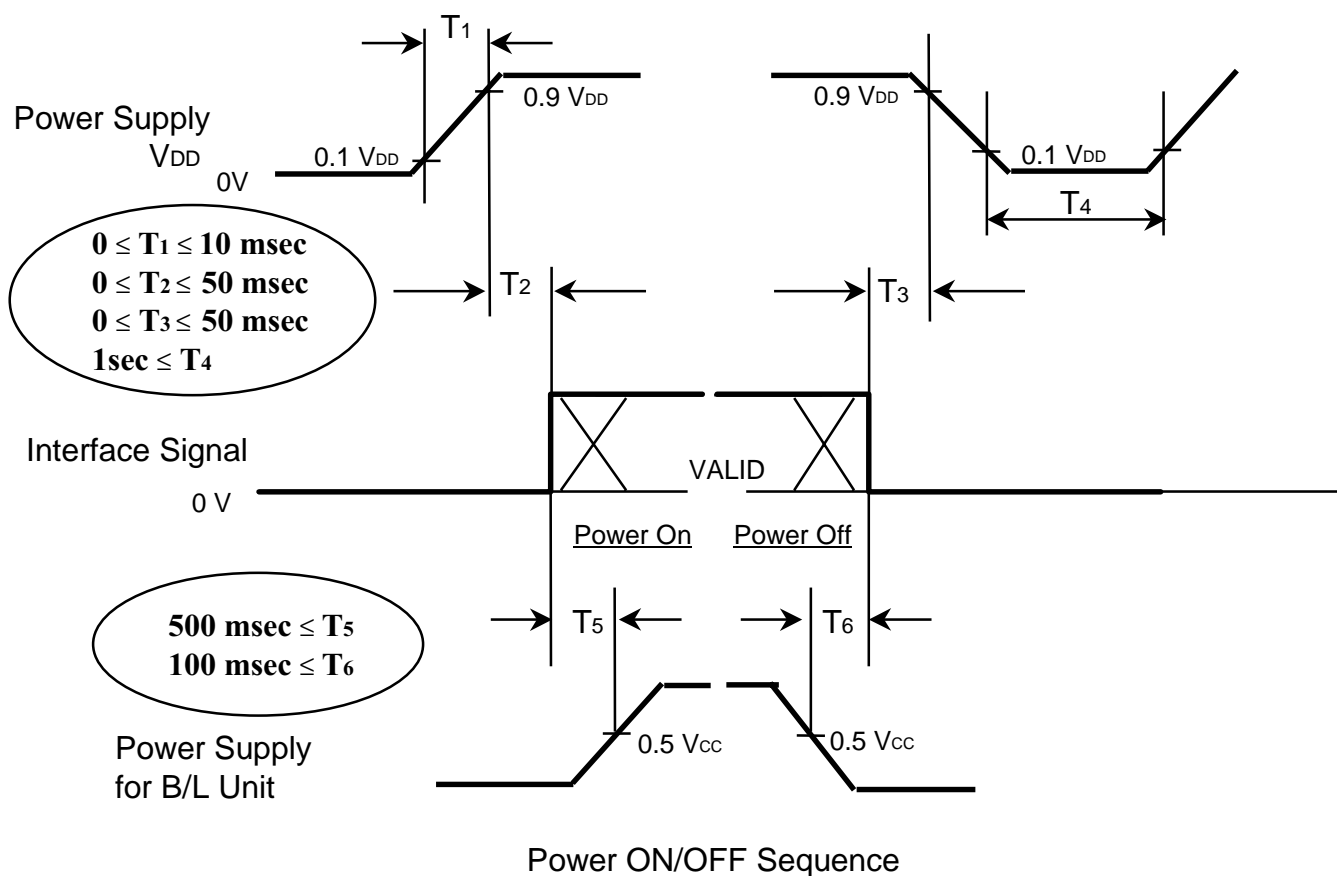 T1
0.9 VDD
0.9 VDD
Power Supply
VDD
0.1 VDD
0.1 VDD
0V
T4
0 ≤ T1 ≤ 10 msec
0 ≤ T2 ≤ 50 msec
0 ≤ T3 ≤ 50 msec
1sec ≤ T4
T2
T3
Interface Signal
VALID
0 V
Power On
Power Off
500 msec ≤ T5
100 msec ≤ T6
T5
T6
0.5 VCC
0.5 VCC
Power Supply
for B/L Unit
Power ON/OFF Sequence